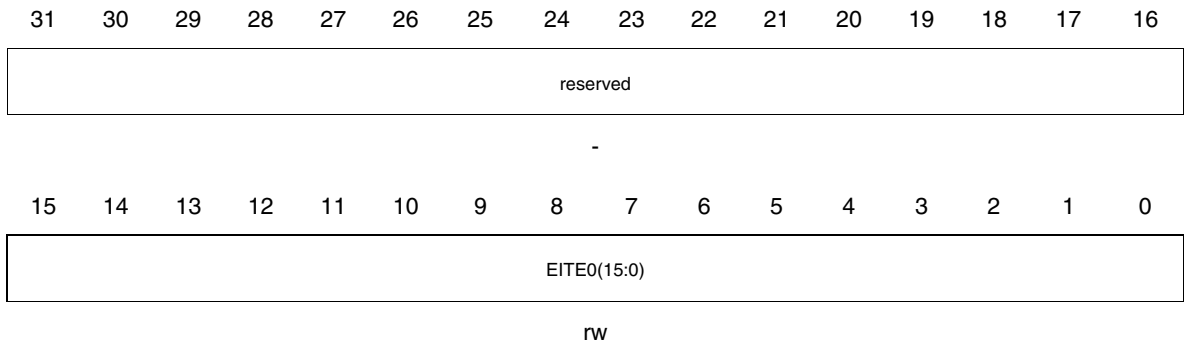 31 30 29 28 27 26 25 24 23 22 21 20 19 18 17 16
reserved
-
15 14 13 12 11 10 9 8 7 6 5 4 3 2 1 0
EITE0(15:0)
rw